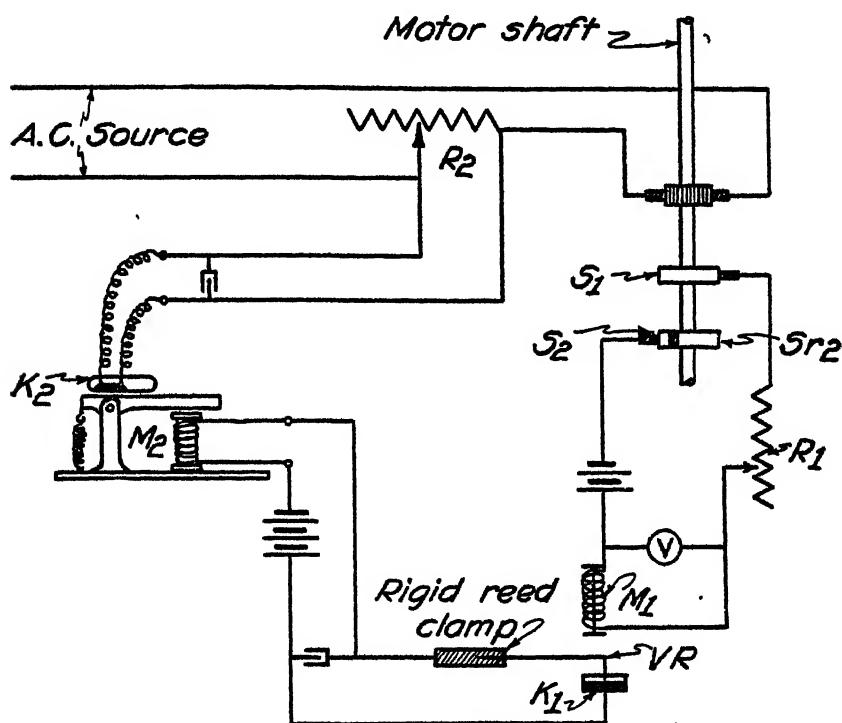 Motor shaft
A.C. Source
R2
S1
S2
Sr2
K2
M2
R1
V
M1
Rigid reed
clamp
VR
K1